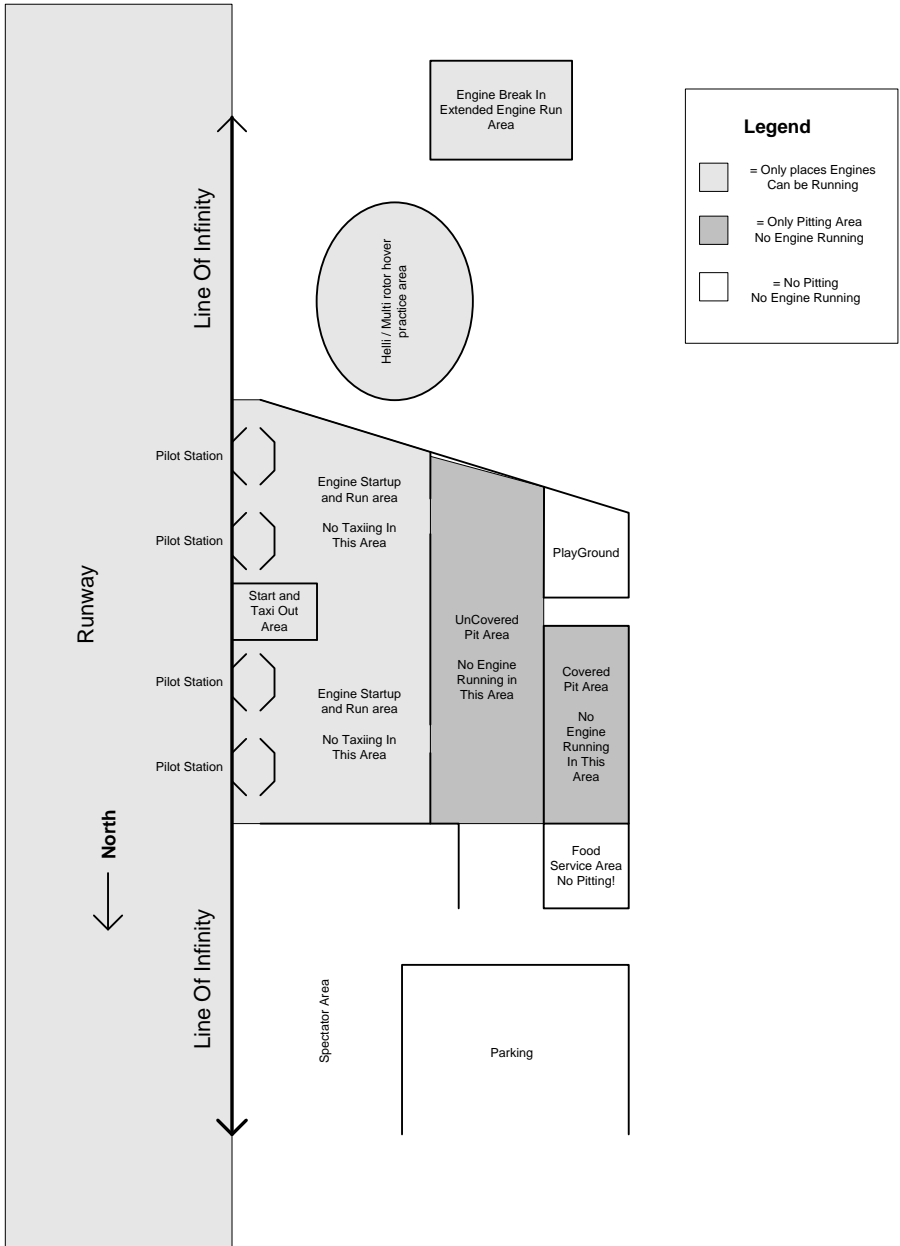 Engine Break In
Extended Engine Run
Area
Legend
= Only places Engines
Can be Running
= Only Pitting Area
No Engine Running
= No Pitting
No Engine Running
Line Of Infinity
Helli / Multi rotor hover
practice area
Pilot Station
Engine Startup
and Run area
No Taxiing In
This Area
Pilot Station
PlayGround
Runway
Start and
Taxi Out
Area
UnCovered
Pit Area
No Engine
Running in
This Area
Covered
Pit Area
No
Engine
Running
In This
Area
Pilot Station
Engine Startup
and Run area
No Taxiing In
This Area
Pilot Station
North
Food
Service Area
No Pitting!
Line Of Infinity
Spectator Area
Parking